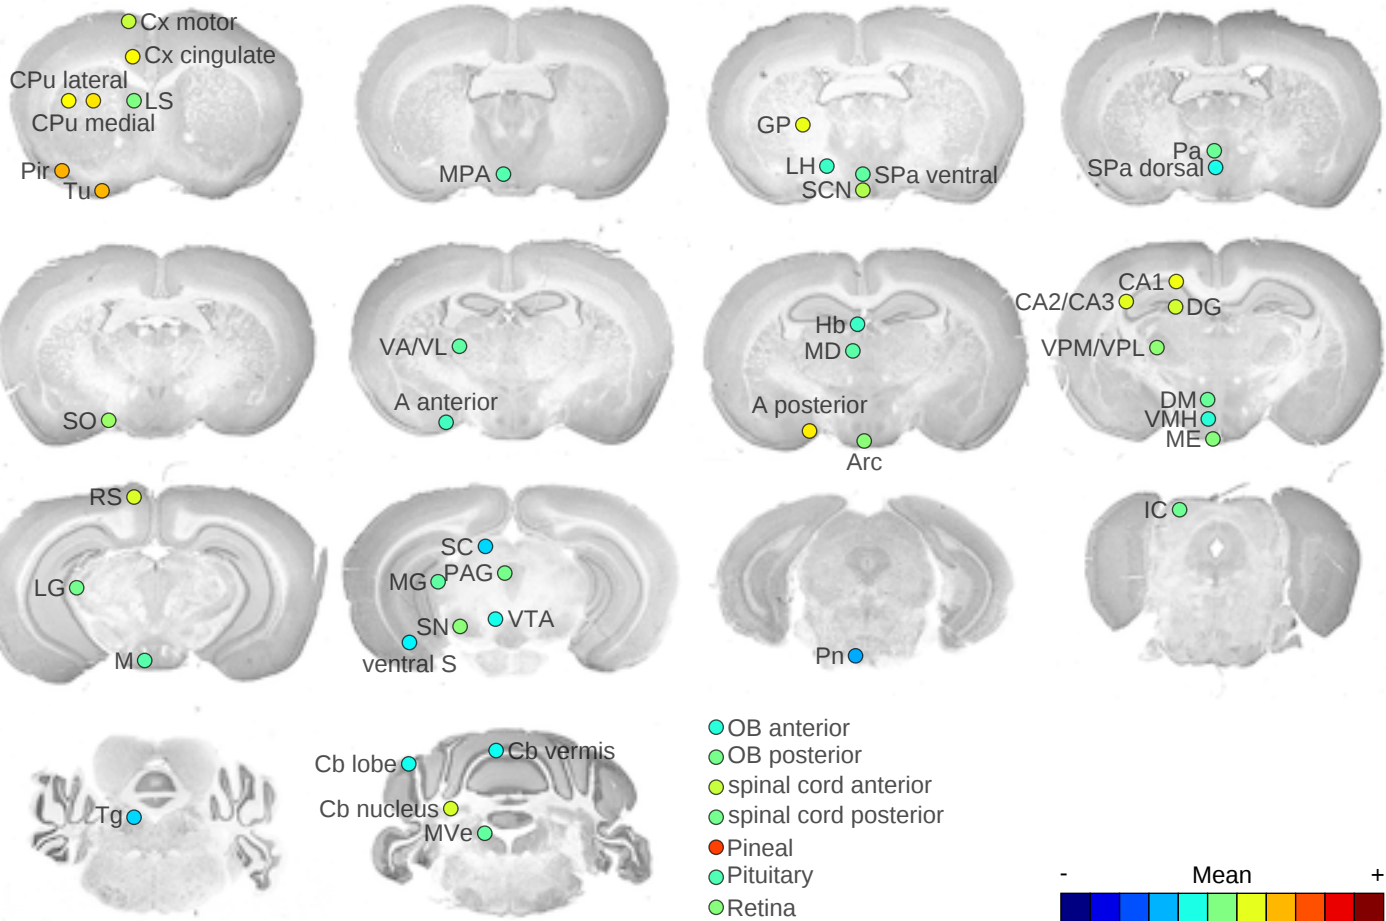 Cx motor
Cx cingulate
CPu lateral
LS
CPu medial
Pir
Tu
MPA
GP
LH
SPa ventral
SCN
Pa
SPa dorsal
SO
VA/VL
A anterior
Hb
MD
A posterior
Arc
CA1
CA2/CA3
DG
VPM/VPL
DM
VMH
ME
RS
LG
M
SC
MG
PAG
SN
VTA
ventral S
Pn
IC
Tg
Cb lobe
Cb vermis
Cb nucleus
MVe
OB anterior
OB posterior
spinal cord anterior
spinal cord posterior
Pineal
Pituitary
Retina
- Mean +